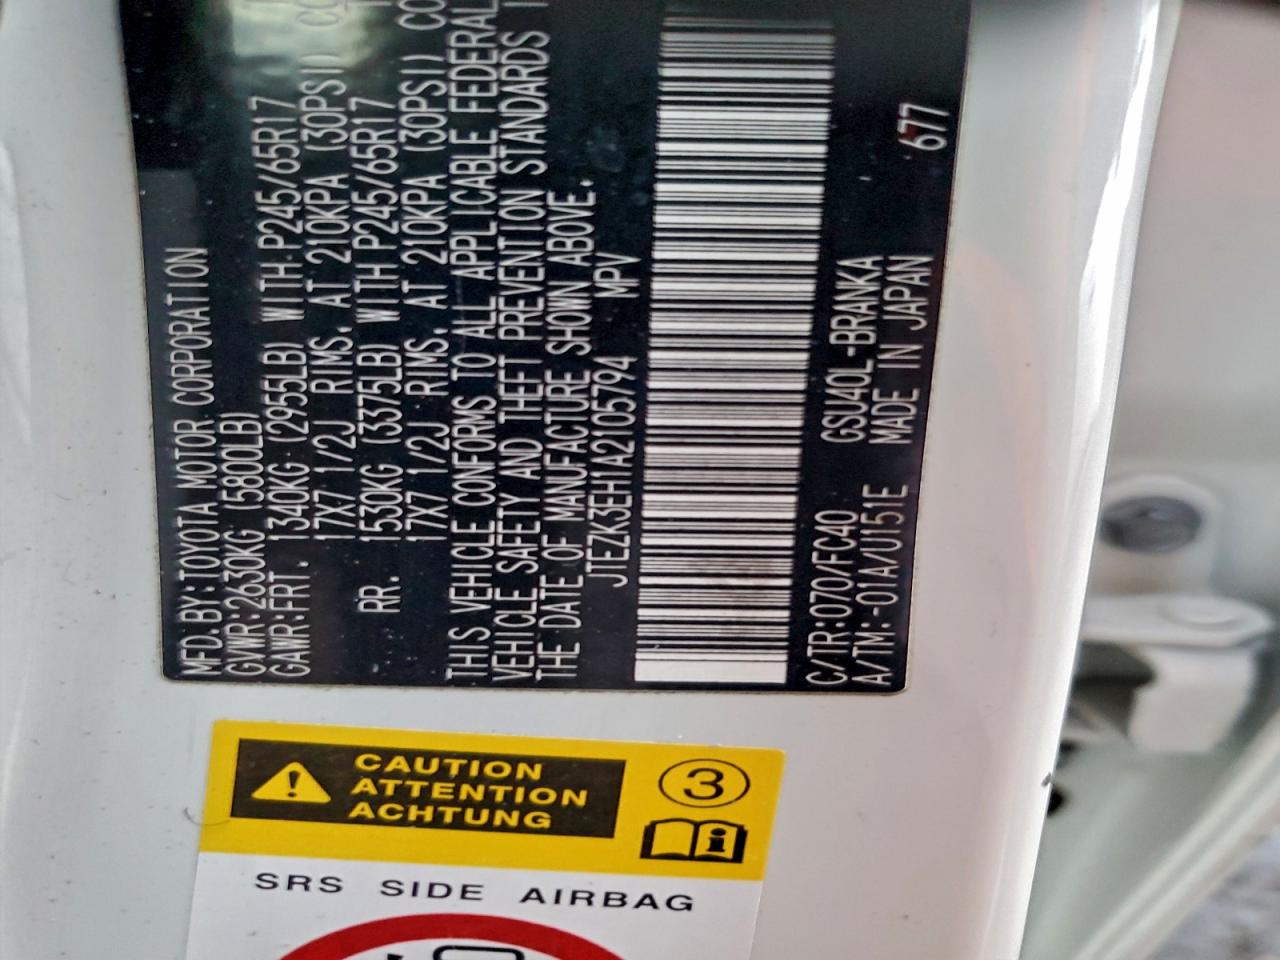 MFD.BY:TOYOTA MOTOR CORPORATION
GVWR:2630KG (5800LB)
GAWR:FRT. 1340KG (2955LB) WITH P245/65R17
17X7 1/2J RIMS. AT 210KPA (30PSI) CO
RR. 1530KG (3375LB) WITH P245/65R17
17X7 1/2J RIMS. AT 210KPA (30PSI) CO
THIS VEHICLE CONFORMS TO ALL APPLICABLE FEDERAL
VEHICLE SAFETY AND THEFT PREVENTION STANDARDS
THE DATE OF MANUFACTURE SHOWN ABOVE.
JTEZK3EH1A2105794 MPV
C/TR:070/FC40 GSU40L-BRANKA
A/TM:-01A/U151E MADE IN JAPAN 677
CAUTION
ATTENTION
ACHTUNG
3
SRS SIDE AIRBAG